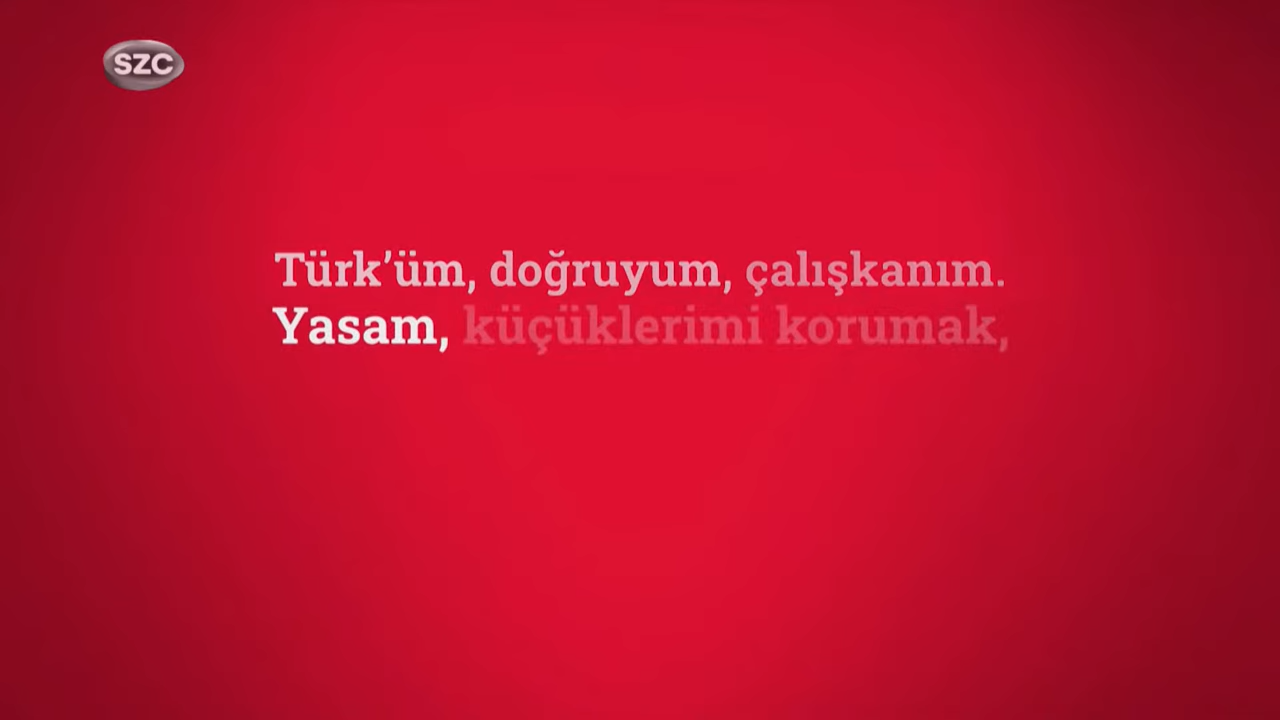 SZC
Türk’üm, doğruyum, çalışkanım.
Yasam, küçüklerimi korumak,